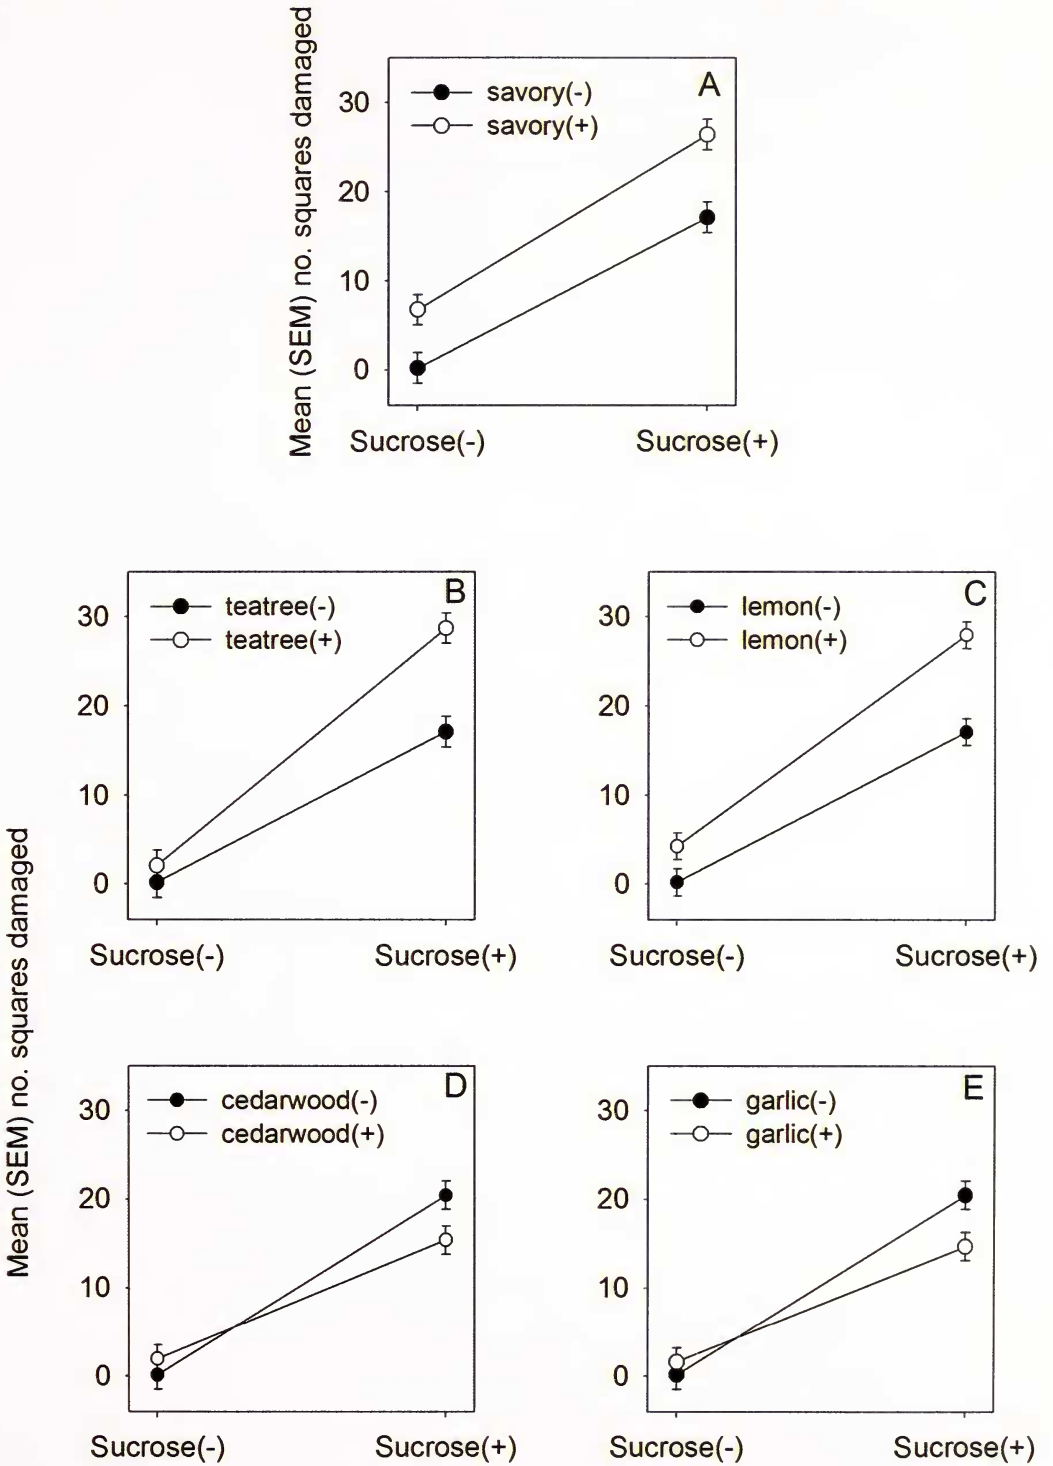 Mean (SEM) no. squares damaged
A
savory(-)
savory(+)
30
20
10
0
Sucrose(-) Sucrose(+)
Mean (SEM) no. squares damaged
B
teatree(-)
teatree(+)
30
20
10
0
Sucrose(-) Sucrose(+)
C
lemon(-)
lemon(+)
30
20
10
0
Sucrose(-) Sucrose(+)
D
cedarwood(-)
cedarwood(+)
30
20
10
0
Sucrose(-) Sucrose(+)
E
garlic(-)
garlic(+)
30
20
10
0
Sucrose(-) Sucrose(+)